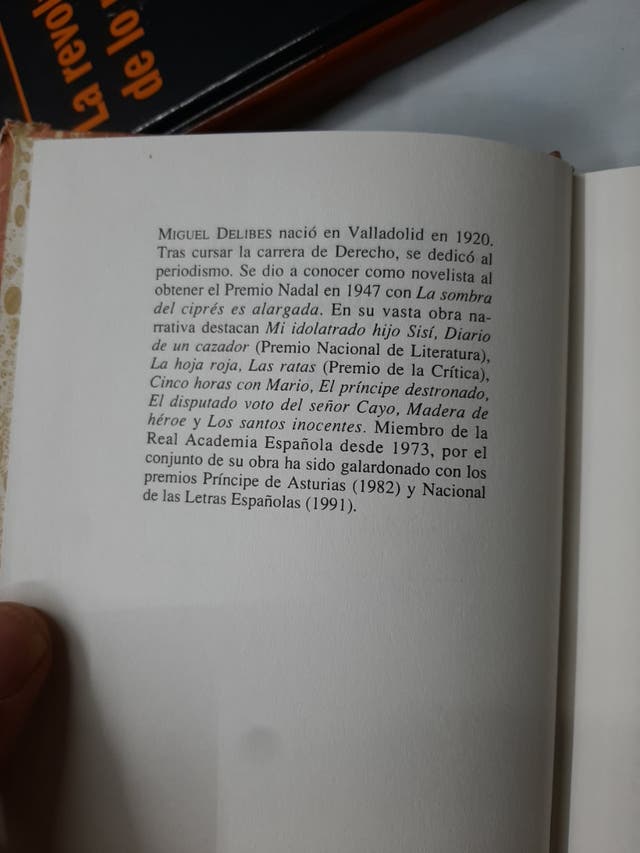 La revol
de lo
MIGUEL DELIBES nació en Valladolid en 1920.
Tras cursar la carrera de Derecho, se dedicó al
periodismo. Se dio a conocer como novelista al
obtener el Premio Nadal en 1947 con La sombra
del ciprés es alargada. En su vasta obra na-
rrativa destacan Mi idolatrado hijo Sisí, Diario
de un cazador (Premio Nacional de Literatura),
La hoja roja, Las ratas (Premio de la Crítica),
Cinco horas con Mario, El príncipe destronado,
El disputado voto del señor Cayo, Madera de
héroe y Los santos inocentes. Miembro de la
Real Academia Española desde 1973, por el
conjunto de su obra ha sido galardonado con los
premios Príncipe de Asturias (1982) y Nacional
de las Letras Españolas (1991).